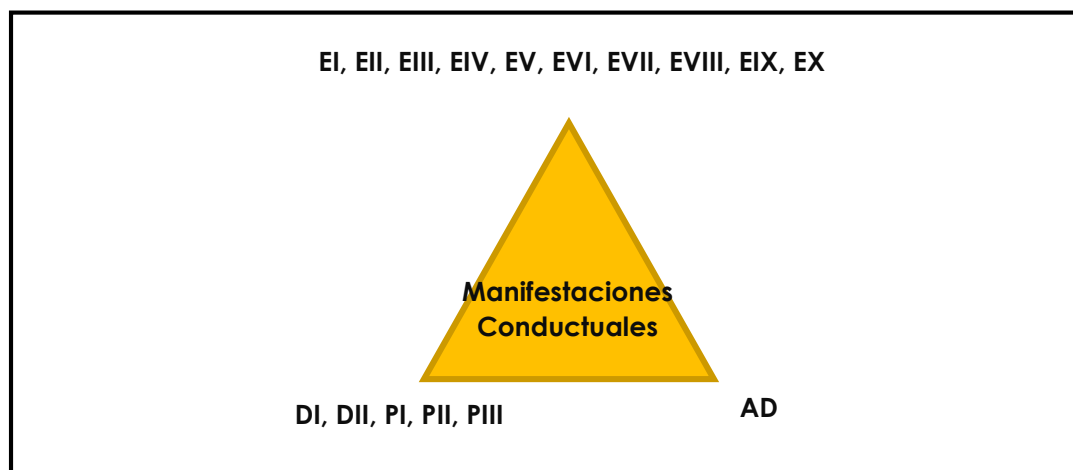 EI, EII, EIII, EIV, EV, EVI, EVII, EVIII, EIX, EX
Manifestaciones
Conductuales
DI, DII, PI, PII, PIII
AD